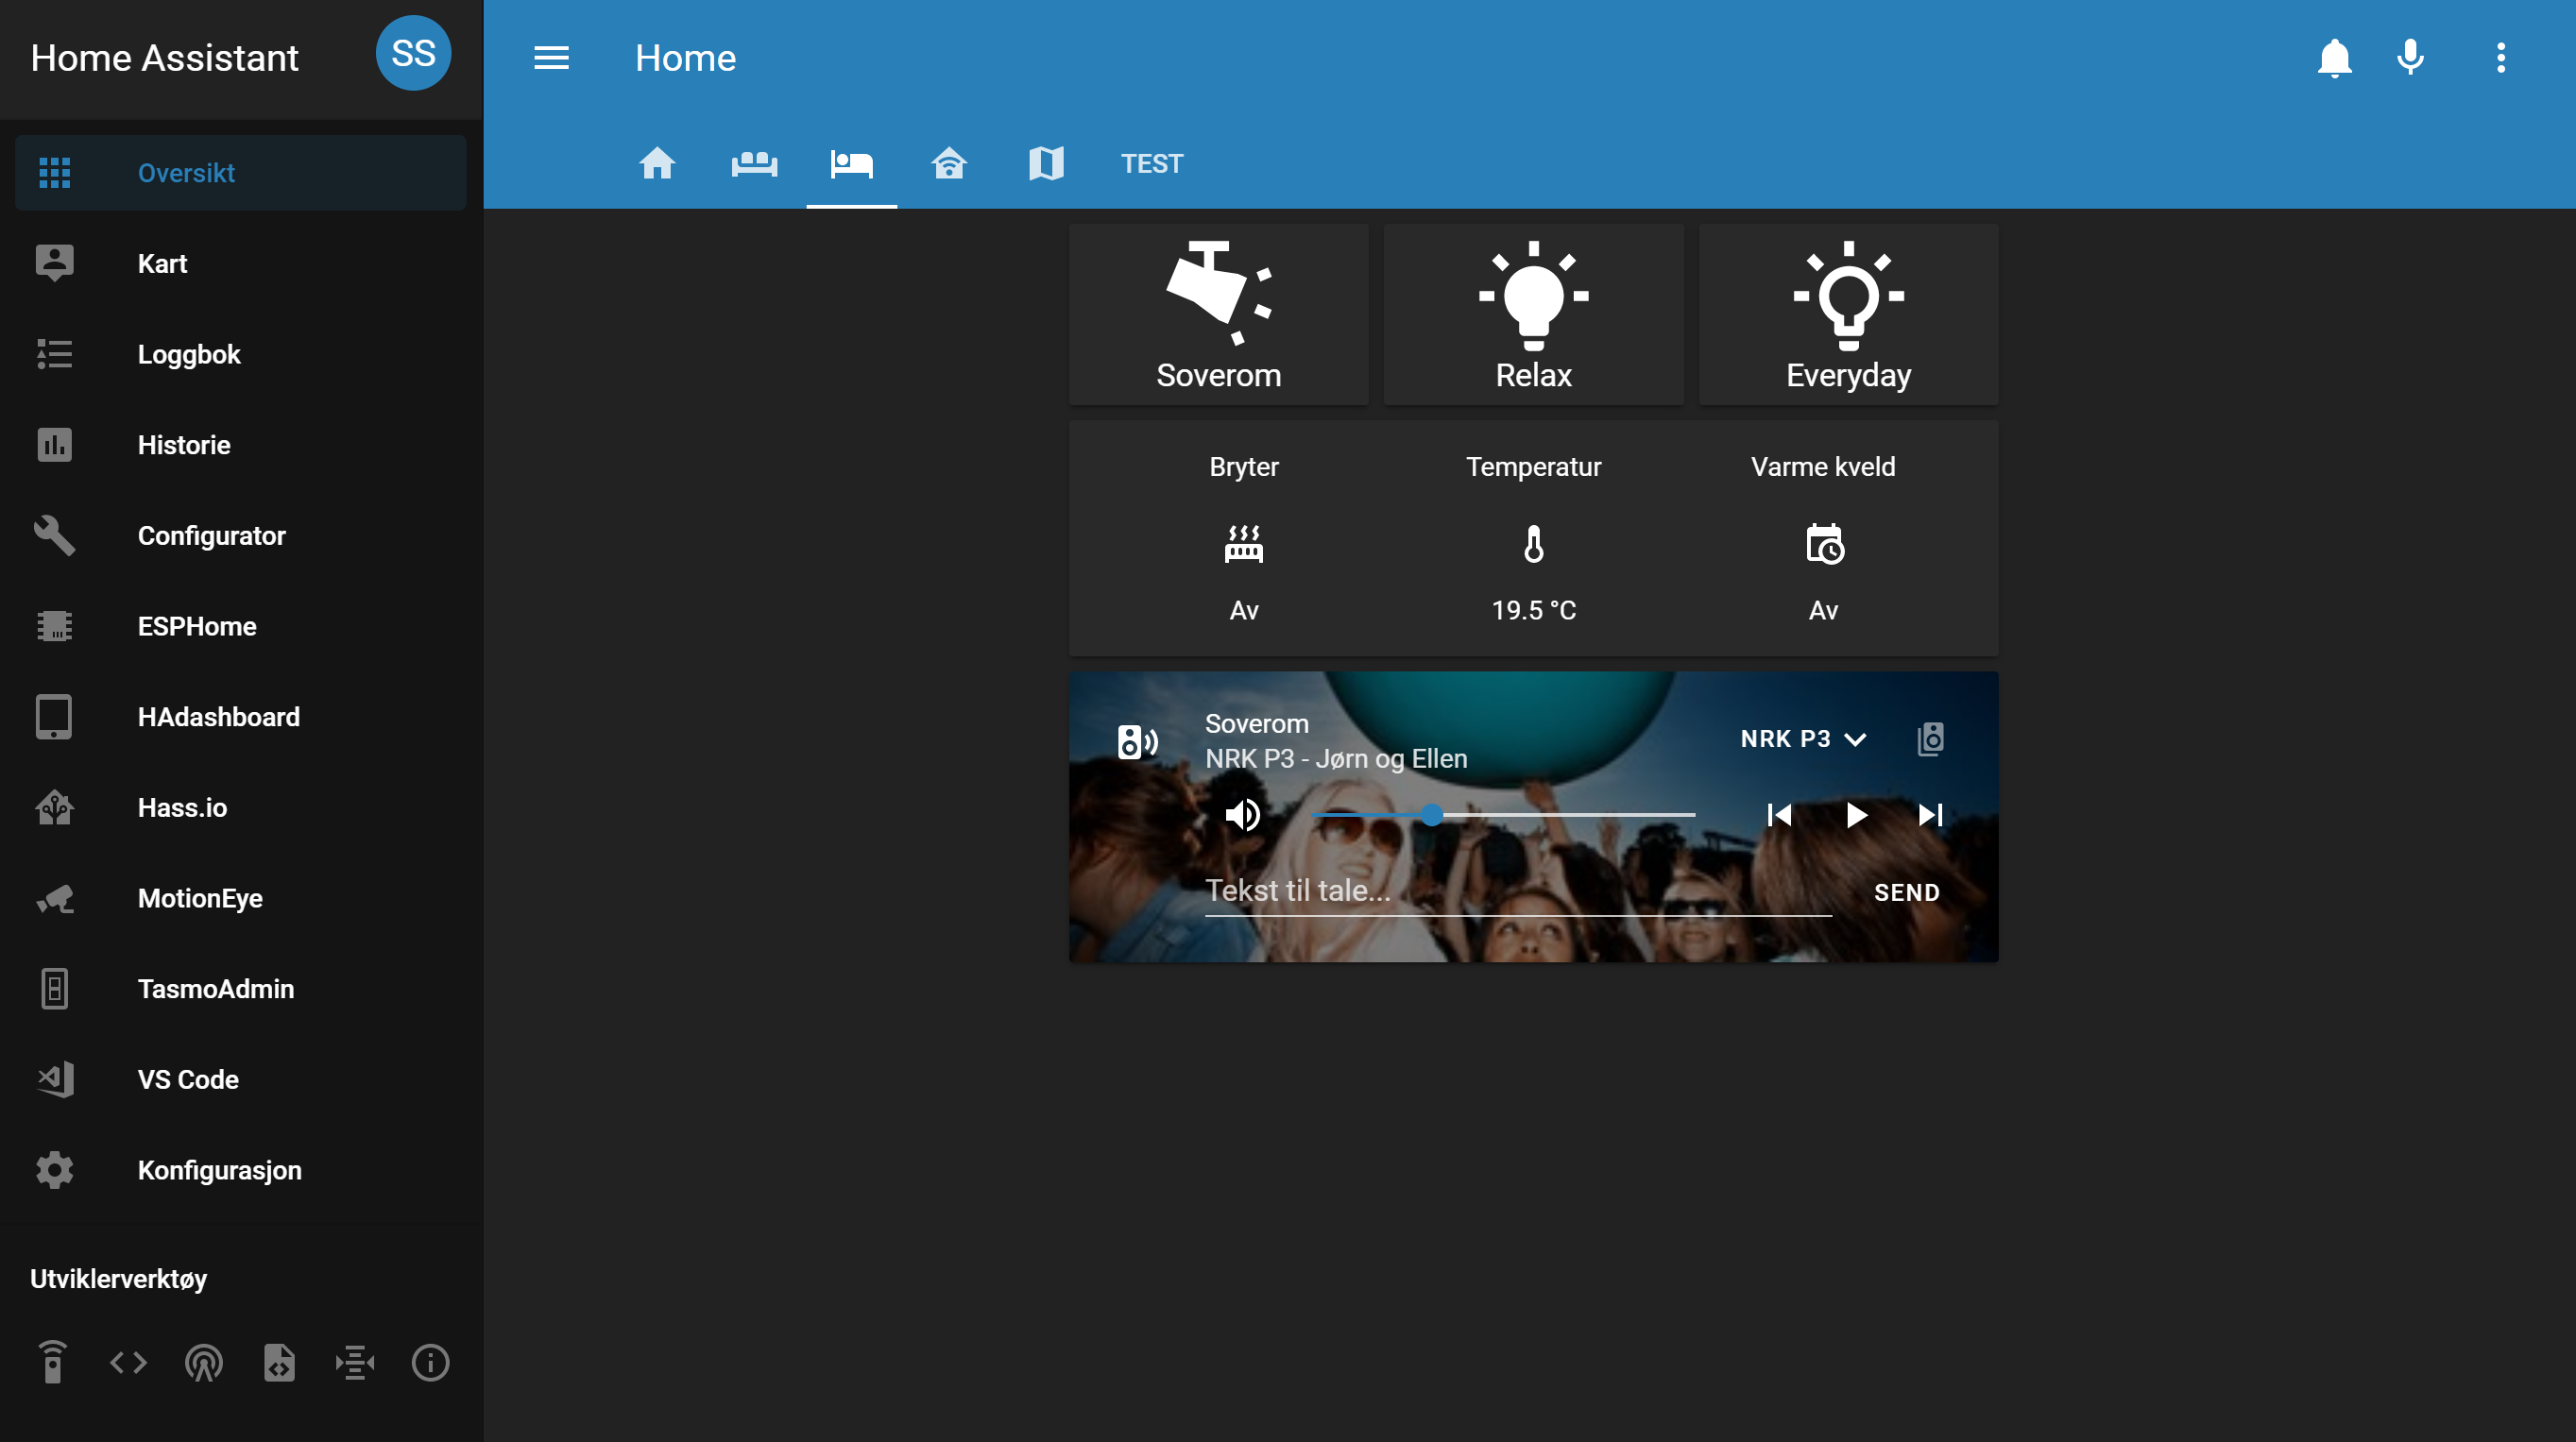 Home Assistant
SS
Oversikt
Kart
Loggbok
Historie
Configurator
ESPHome
HAdashboard
Hass.io
MotionEye
TasmoAdmin
VS Code
Konfigurasjon
Utviklerverktøy
Home
TEST
Soverom
Relax
Everyday
Bryter
Temperatur
Varme kveld
Av
19.5 °C
Av
Soverom
NRK P3 - Jørn og Ellen
NRK P3
Tekst til tale...
SEND